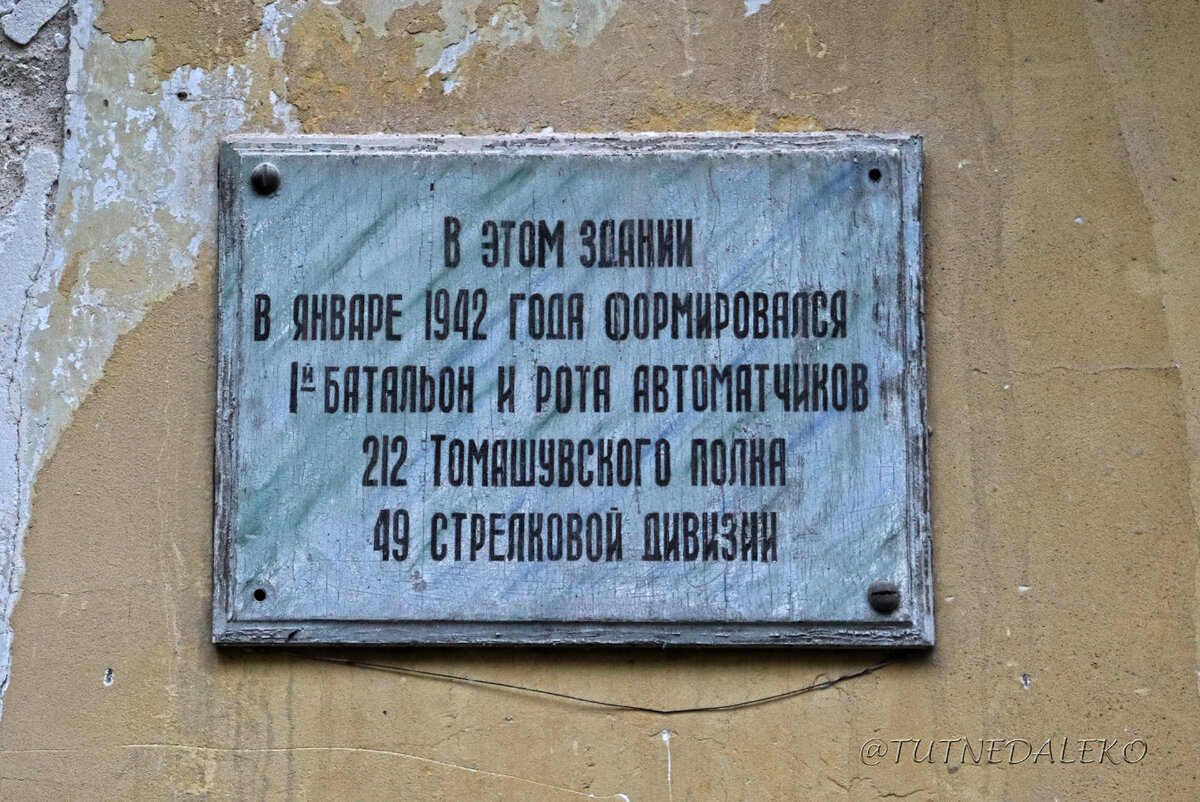 В ЭТОМ ЗДАНИИ
В ЯНВАРЕ 1942 ГОДА ФОРМИРОВАЛСЯ
1й БАТАЛЬОН И РОТА АВТОМАТЧИКОВ
212 ТОМАШУВСКОГО ПОЛКА
49 СТРЕЛКОВОЙ ДИВИЗИИ
@TUTNEDALEKO